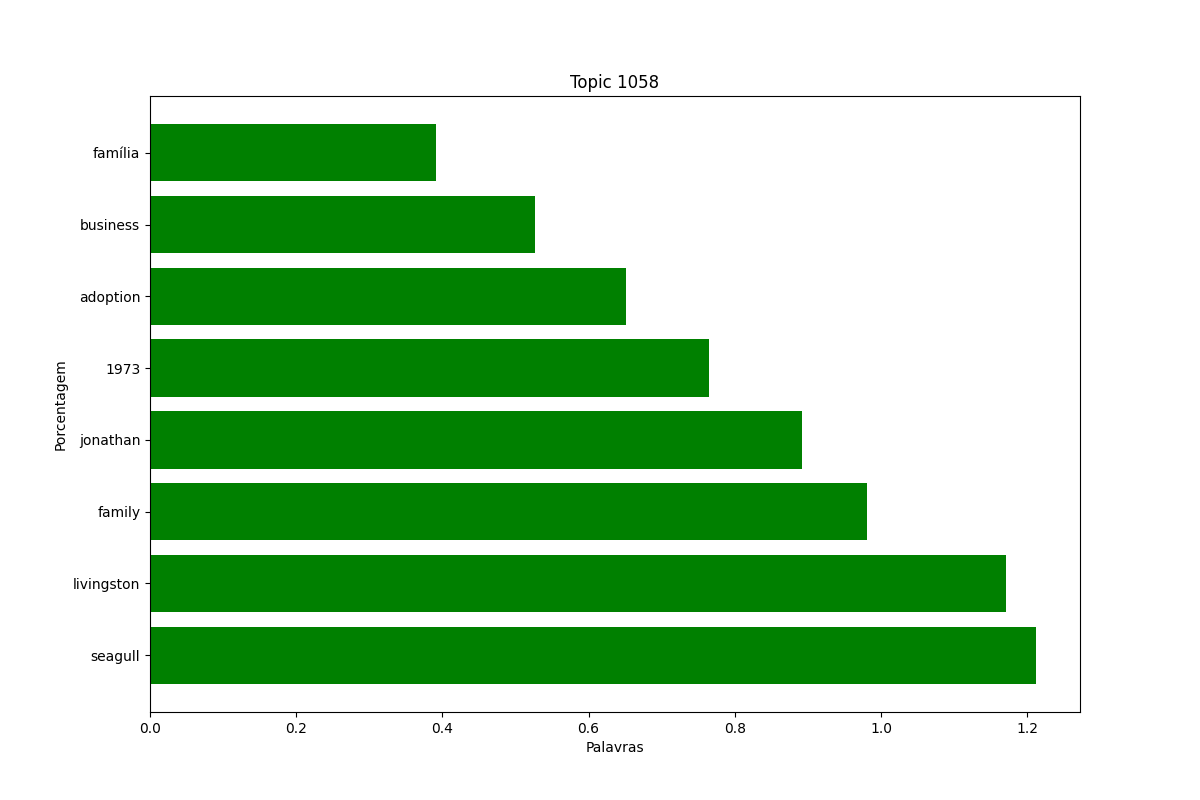 Topic 1058
família
business
adoption
1973
jonathan
family
livingston
seagull
Porcentagem
0.0 0.2 0.4 0.6 0.8 1.0 1.2
Palavras